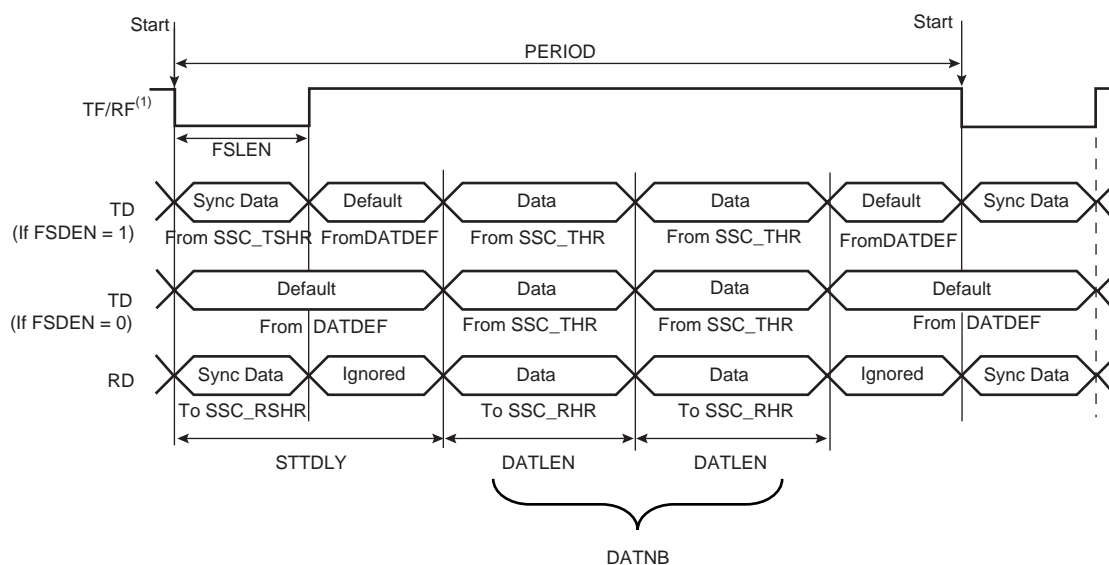 Start
Start
PERIOD
TF/RF(1)
FSLEN
TD
(If FSDEN = 1)
Sync Data
Default
Data
Data
Default
Sync Data
From SSC_TSHR
FromDATDEF
From SSC_THR
From SSC_THR
FromDATDEF
TD
(If FSDEN = 0)
Default
Data
Data
Default
From DATDEF
From SSC_THR
From SSC_THR
From DATDEF
RD
Sync Data
Ignored
Data
Data
Ignored
Sync Data
To SSC_RSHR
To SSC_RHR
To SSC_RHR
STTDLY
DATLEN
DATLEN
DATNB